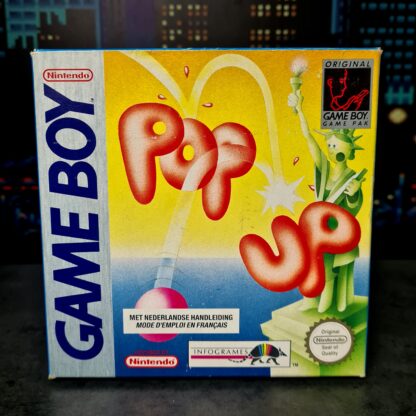 Nintendo
GAME BOY
ORIGINAL
GAME BOY
GAME PAK
POP
UP
MET NEDERLANDSE HANDLEIDING
MODE D'EMPLOI EN FRANÇAIS
Nintendo
INFOGRAMES
TM
Original
Nintendo
Seal of
Quality